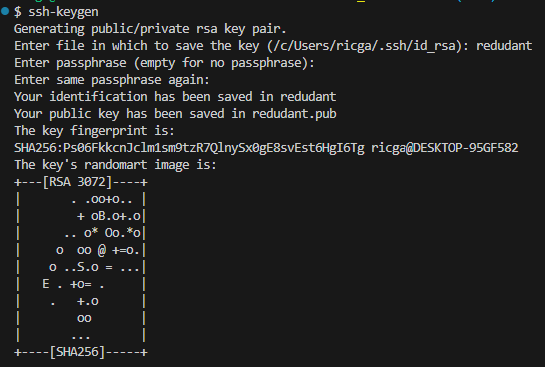 $ ssh-keygen
Generating public/private rsa key pair.
Enter file in which to save the key (/c/Users/ricga/.ssh/id_rsa): redudant
Enter passphrase (empty for no passphrase):
Enter same passphrase again:
Your identification has been saved in redudant
Your public key has been saved in redudant.pub
The key fingerprint is:
SHA256:Ps06FkkcnJclm1sm9tzR7QlnySx0gE8svEst6HgI6Tg ricga@DESKTOP-95GF582
The key's randomart image is:
+---[RSA 3072]----+
|       . .oo+o.. |
|        + oB.o+.o|
|      .. o* Oo.*o|
|     o  oo @ +=o.|
|    o ..S.o = ...|
|   E . +o= .     |
|    .   +.o      |
|        oo       |
|       ...       |
+----[SHA256]-----+